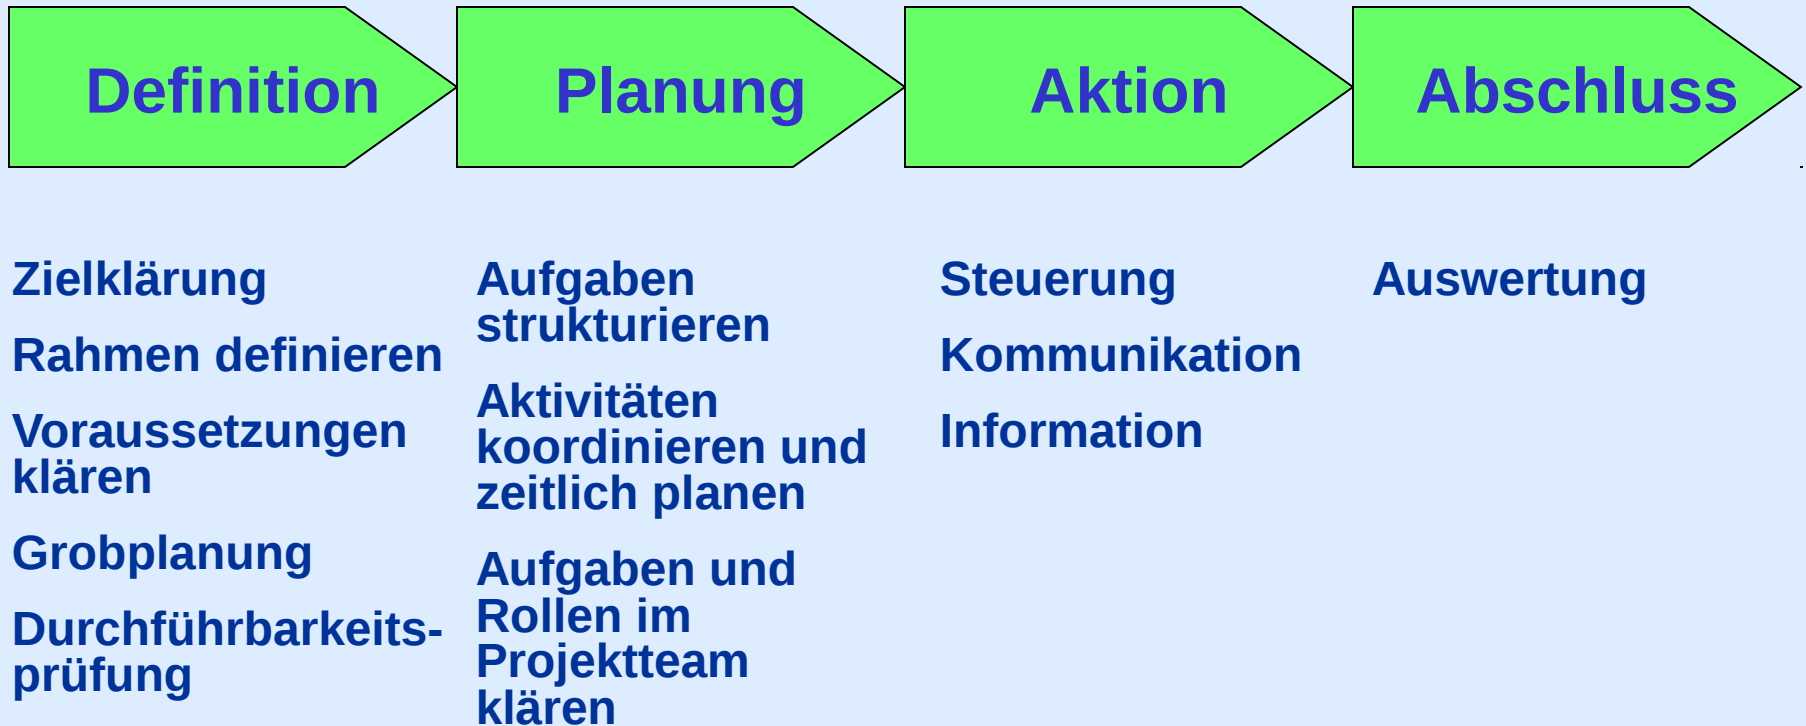 Definition
Planung
Aktion
Abschluss
Zielklärung
Rahmen definieren
Voraussetzungen
klären
Grobplanung
Durchführbarkeits-
prüfung
Aufgaben
strukturieren
Aktivitäten
koordinieren und
zeitlich planen
Aufgaben und
Rollen im
Projektteam
klären
Steuerung
Kommunikation
Information
Auswertung